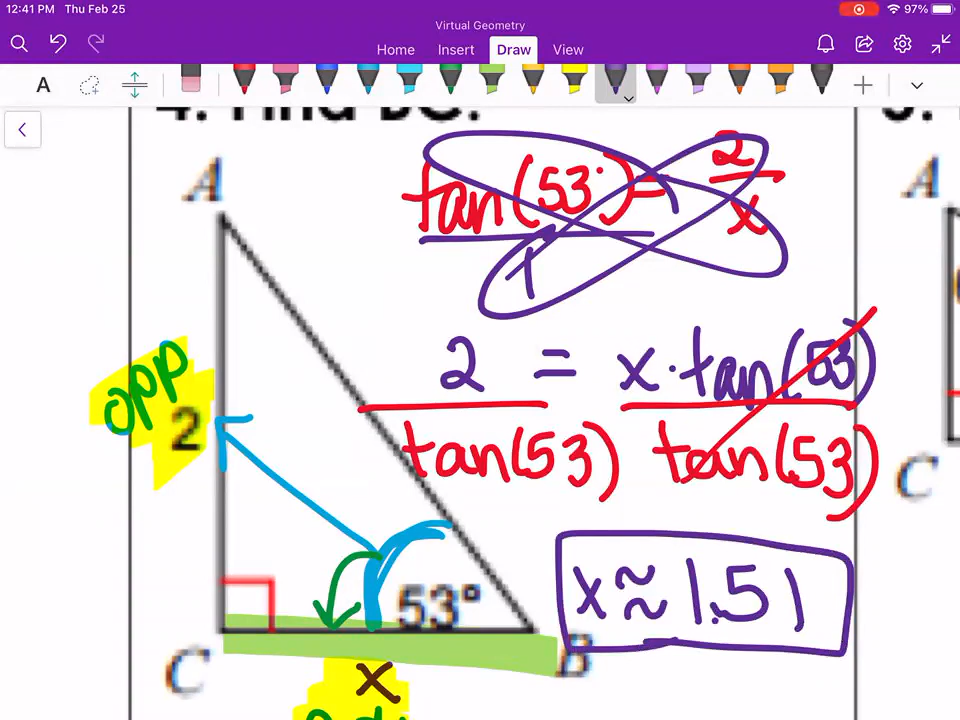 12:41 PM Thu Feb 25
97%
Virtual Geometry
Home Insert Draw View
A
4. Find BC.
A
tan(53°) = 2/x
1
A
opp
2
2 = x·tan(53)
tan(53) tan(53)
C
53°
x ≈ 1.51
C
B
x